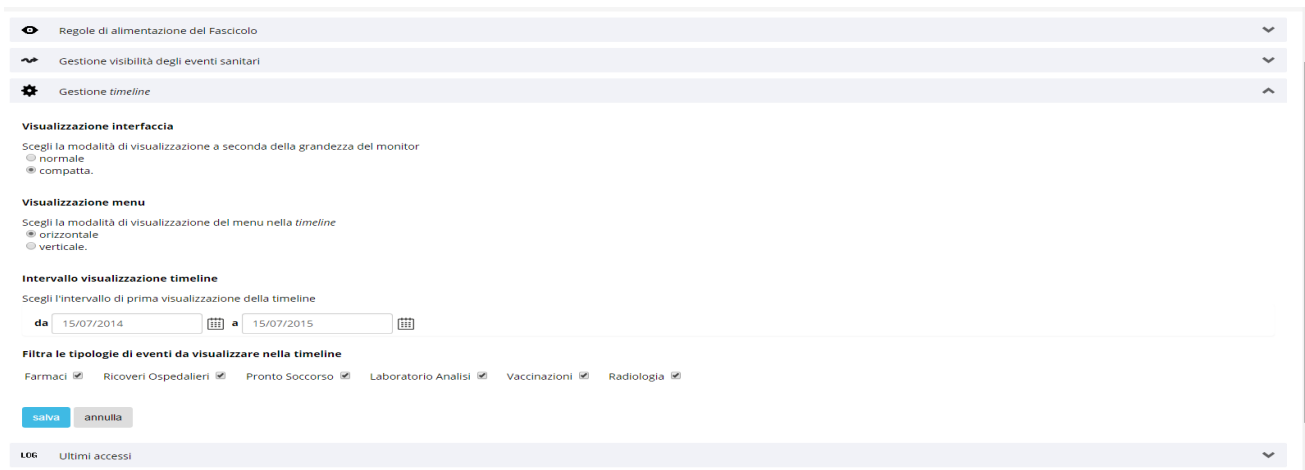 Regole di alimentazione del Fascicolo
Gestione visibilità degli eventi sanitari
Gestione timeline
Visualizzazione interfaccia
Scegli la modalità di visualizzazione a seconda della grandezza del monitor
normale
compatta.
Visualizzazione menu
Scegli la modalità di visualizzazione del menu nella timeline
orizzontale
verticale.
Intervallo visualizzazione timeline
Scegli l'intervallo di prima visualizzazione della timeline
da 15/07/2014 a 15/07/2015
Filtra le tipologie di eventi da visualizzare nella timeline
Farmaci Ricoveri Ospedalieri Pronto Soccorso Laboratorio Analisi Vaccinazioni Radiologia
salva annulla
LOG Ultimi accessi